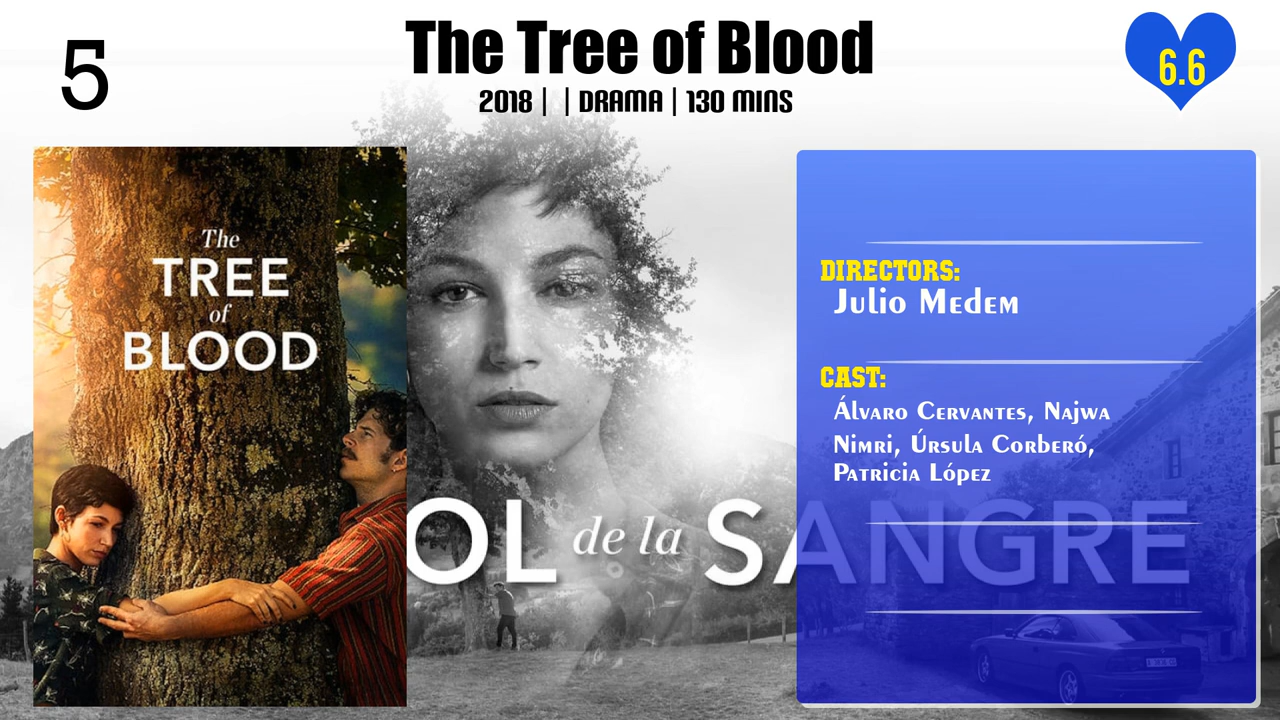 5
The Tree of Blood
2018 | | DRAMA | 130 MINS
6.6
The
TREE
of
BLOOD
OL de la SANGRE
DIRECTORS:
Julio Medem
CAST:
Álvaro Cervantes, Najwa
Nimri, Úrsula Corberó,
Patricia López